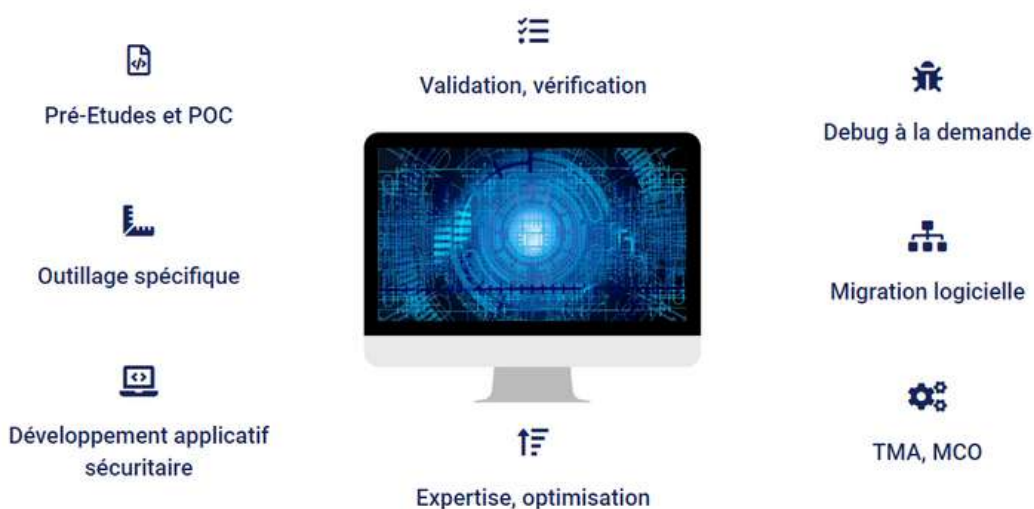 Validation, vérification
Pré-Etudes et POC
Debug à la demande
Outillage spécifique
Migration logicielle
Développement applicatif
sécuritaire
TMA, MCO
Expertise, optimisation